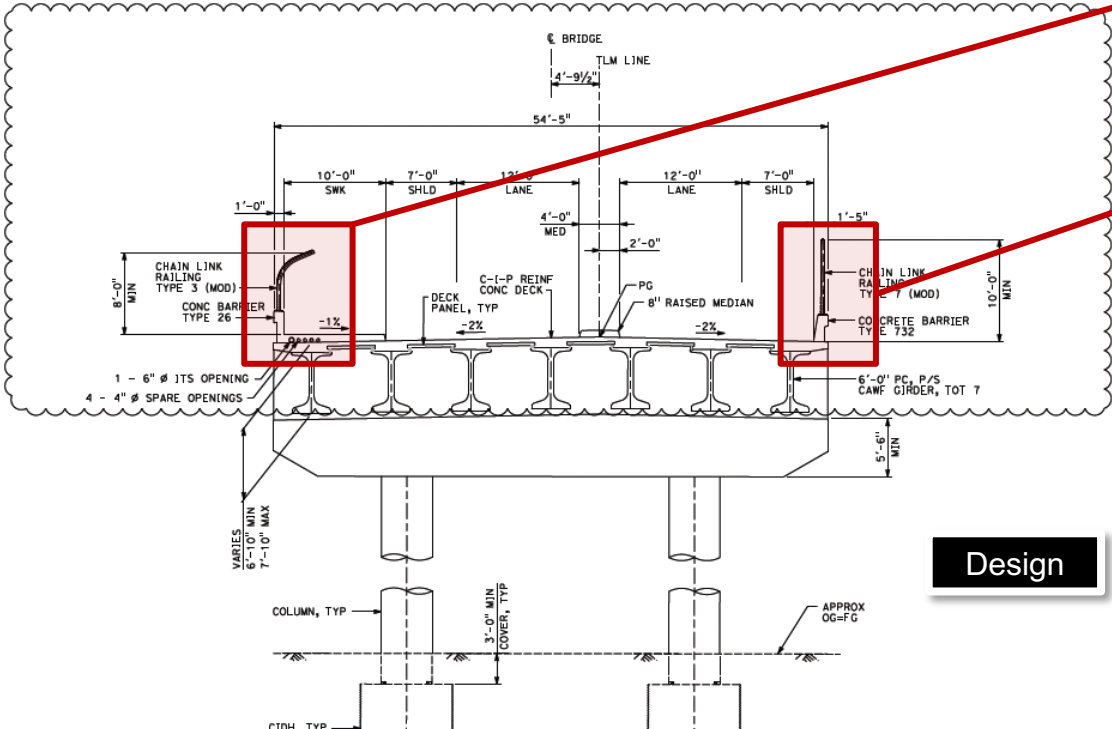 ℄ BRIDGE
TLM LINE
4'-9½"
54'-5"
10'-0"
SWK
7'-0"
SHLD
12'-0"
LANE
12'-0"
LANE
7'-0"
SHLD
1'-0"
4'-0"
MED
2'-0"
1'-5"
8'-0"
MIN
CHAIN LINK
RAILING
TYPE 3 (MOD)
CONC BARRIER
TYPE 26
-1%
DECK
PANEL, TYP
C-I-P REINF
CONC DECK
-2%
PG
8" RAISED MEDIAN
-2%
CHAIN LINK
RAILING
TYPE 7 (MOD)
10'-0"
MIN
CONCRETE BARRIER
TYPE 732
1 - 6" Ø ITS OPENING
4 - 4" Ø SPARE OPENINGS
6'-0" PC, P/S
CAWF GIRDER, TOT 7
5'-6"
MIN
VARIES
6'-10" MIN
7'-10" MAX
Design
COLUMN, TYP
3'-0" MIN
COVER, TYP
APPROX
OG=FG
CIDH, TYP